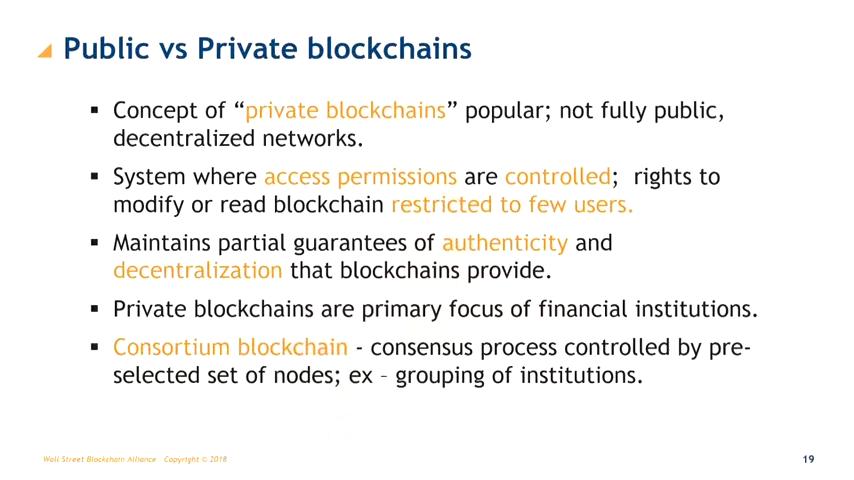 Public vs Private blockchains
▪ Concept of “private blockchains” popular; not fully public,
decentralized networks.
▪ System where access permissions are controlled; rights to
modify or read blockchain restricted to few users.
▪ Maintains partial guarantees of authenticity and
decentralization that blockchains provide.
▪ Private blockchains are primary focus of financial institutions.
▪ Consortium blockchain - consensus process controlled by pre-
selected set of nodes; ex – grouping of institutions.
Wall Street Blockchain Alliance Copyright © 2018
19